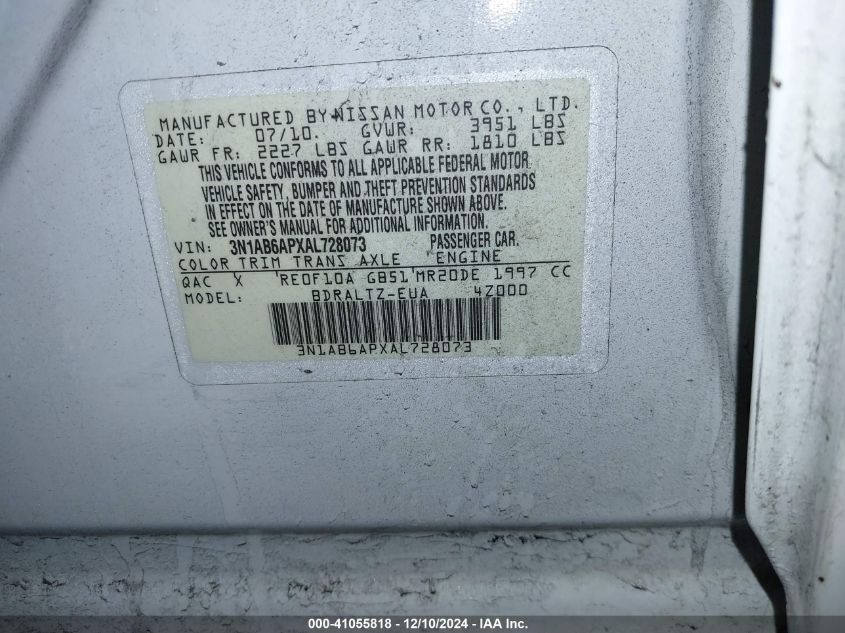 MANUFACTURED BY NISSAN MOTOR CO., LTD.
DATE: 07/10. GVWR: 3951 LBS
GAWR FR: 2227 LBS GAWR RR: 1810 LBS
THIS VEHICLE CONFORMS TO ALL APPLICABLE FEDERAL MOTOR
VEHICLE SAFETY, BUMPER AND THEFT PREVENTION STANDARDS
IN EFFECT ON THE DATE OF MANUFACTURE SHOWN ABOVE.
SEE OWNER'S MANUAL FOR ADDITIONAL INFORMATION.
VIN: 3N1AB6APXAL728073 PASSENGER CAR.
COLOR TRIM TRANS AXLE ENGINE
QAC X RE0F10A GB51 MR20DE 1997 CC
MODEL: BDRALTZ-EUA 4Z000
3N1AB6APXAL728073
000-41055818 - 12/10/2024 - IAA Inc.